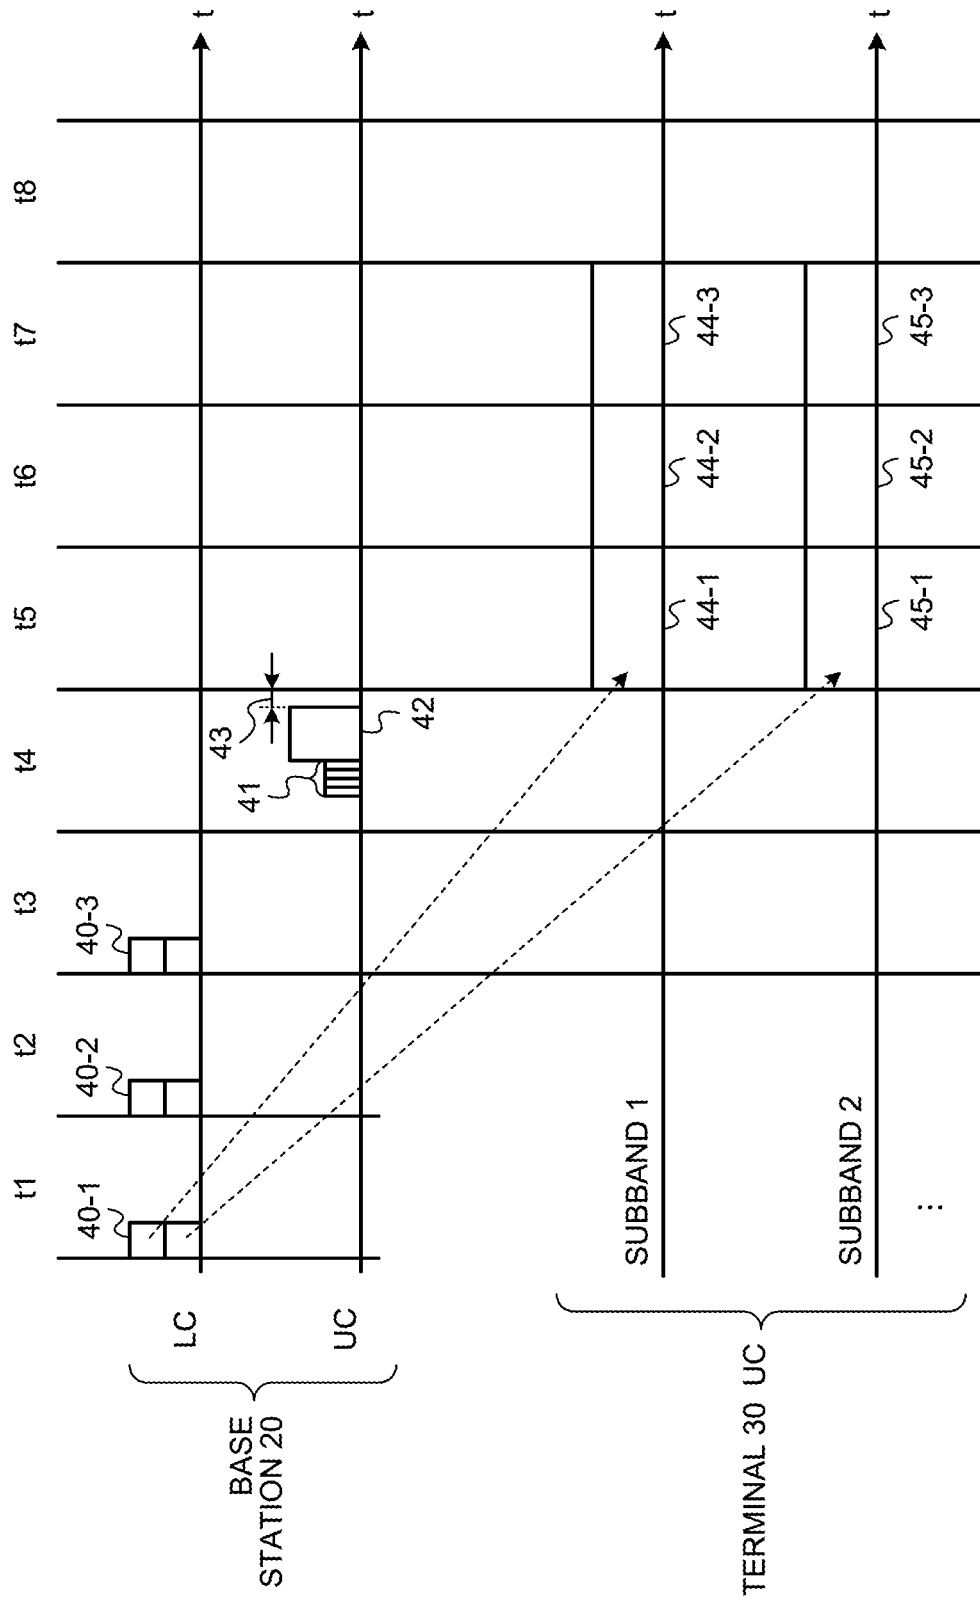 t1 t2 t3 t4 t5 t6 t7 t8
40-1 40-2 40-3
LC
t
BASE
STATION 20
41 43
42
UC
t
TERMINAL 30 UC
SUBBAND 1
t
44-1 44-2 44-3
SUBBAND 2
t
45-1 45-2 45-3
...